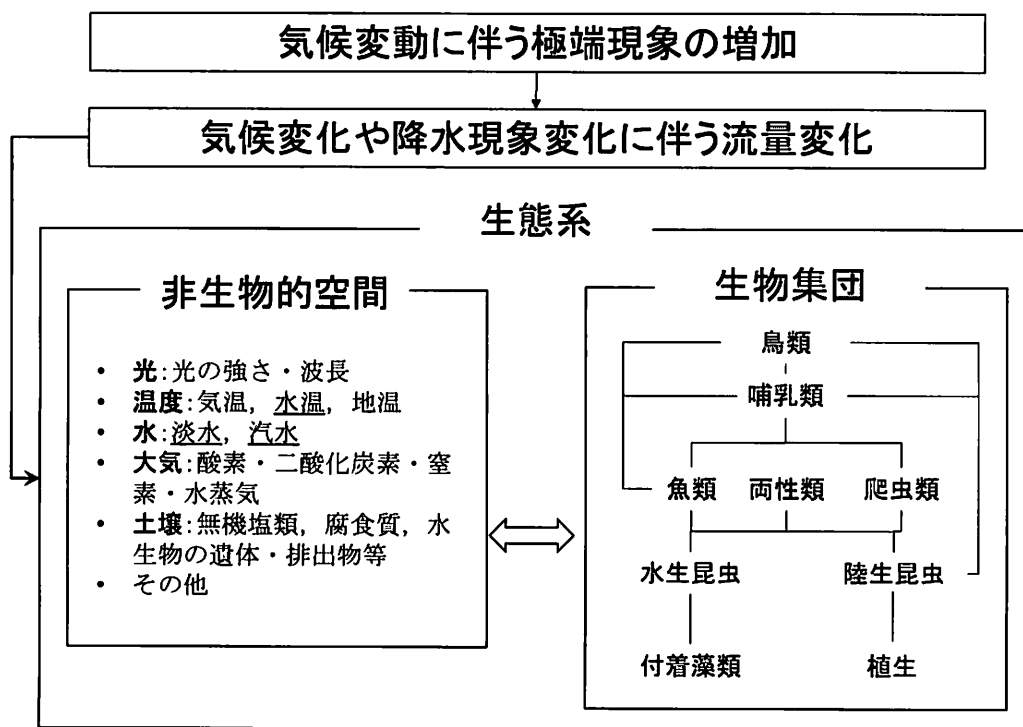 気候変動に伴う極端現象の増加
気候変化や降水現象変化に伴う流量変化
生態系
非生物的空間
• 光:光の強さ・波長
• 温度:気温，水温，地温
• 水:淡水，汽水
• 大気:酸素・二酸化炭素・窒
素・水蒸気
• 土壌:無機塩類，腐食質，水
生物の遺体・排出物等
• その他
生物集団
鳥類
哺乳類
魚類 両性類 爬虫類
水生昆虫 陸生昆虫
付着藻類 植生